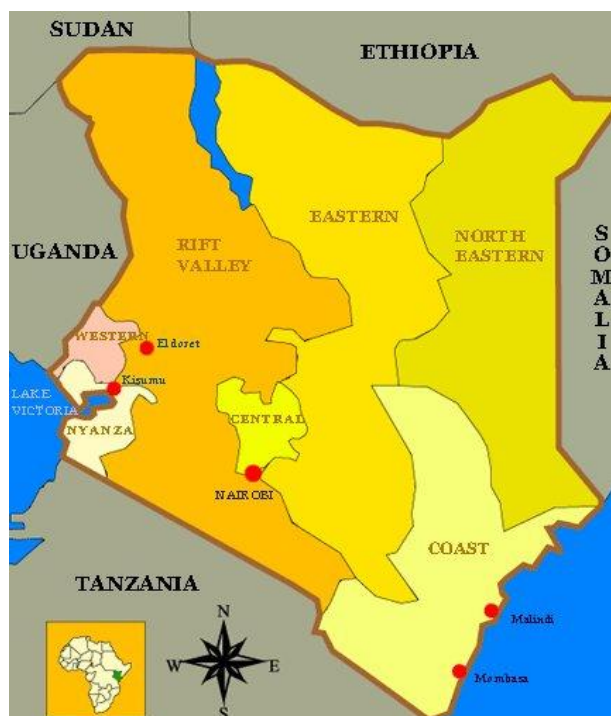 SUDAN
ETHIOPIA
UGANDA
SOMALIA
RIFT
VALLEY
EASTERN
NORTH
EASTERN
WESTERN
Eldoret
Kisumu
LAKE
VICTORIA
NYANZA
CENTRAL
NAIROBI
COAST
TANZANIA
Malindi
Mombasa
N
W
E
S